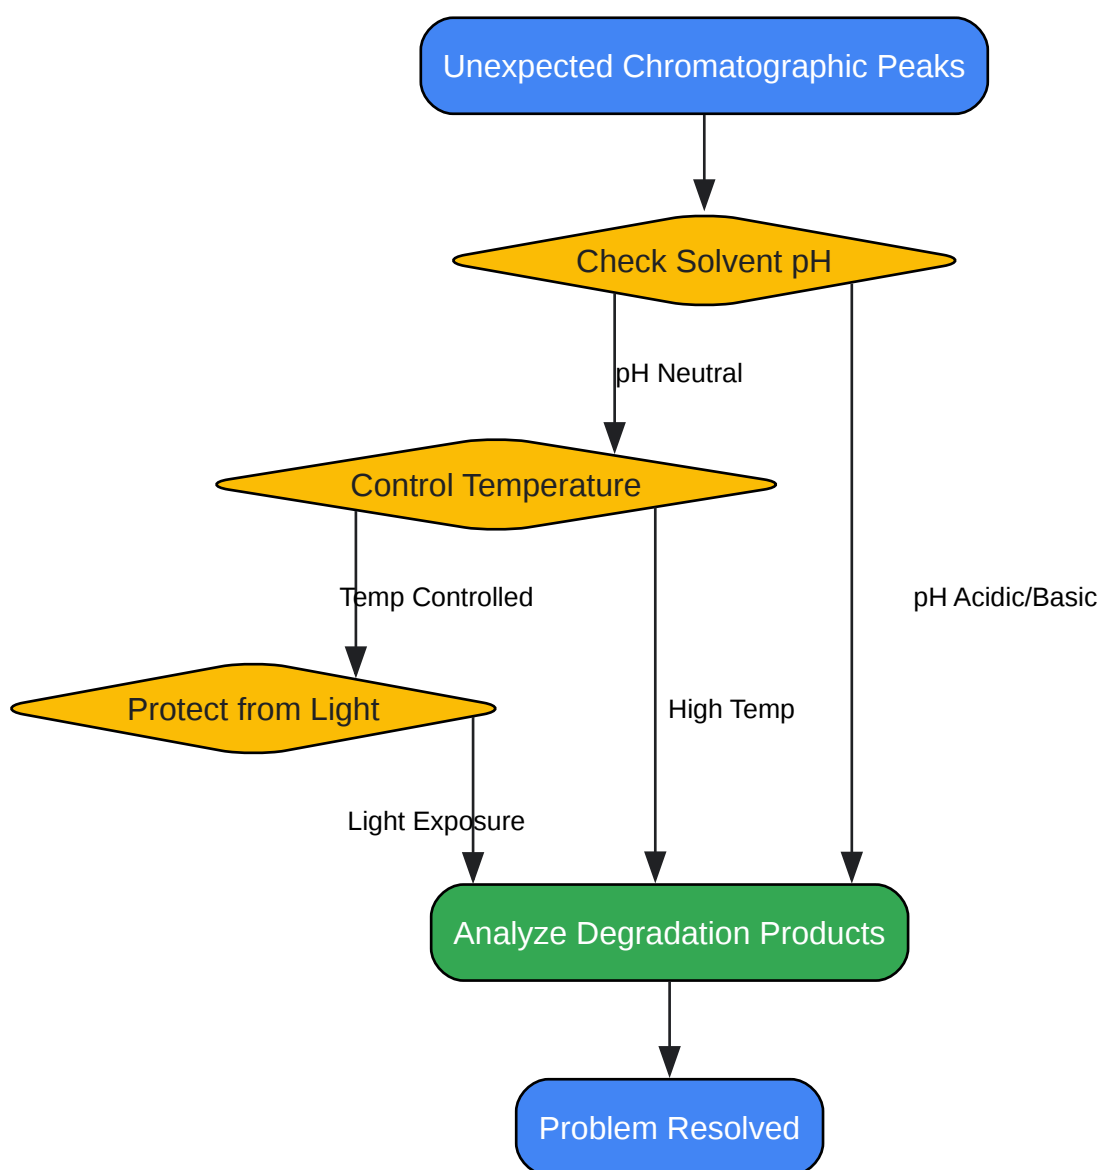 Unexpected Chromatographic Peaks
Check Solvent pH
pH Neutral
Control Temperature
Temp Controlled
pH Acidic/Basic
Protect from Light
High Temp
Light Exposure
Analyze Degradation Products
Problem Resolved